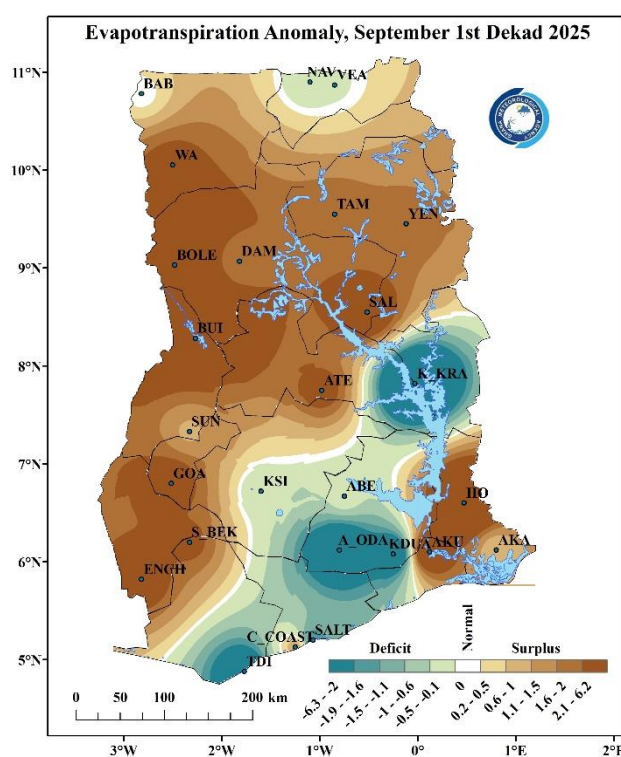 Evapotranspiration Anomaly, September 1st Dekad 2025
11°N
10°N
9°N
8°N
7°N
6°N
5°N
BAB
NAV
VEA
WA
TAM
YEN
BOLE
DAM
SAL
BUI
ATE
K_KRA
SUN
GOA
KSI
ABE
HO
S_BEK
A_ODA
KDUA
AKU
AKA
ENCH
C_COAST
SALT
TDI
Deficit
Normal
Surplus
-6.3 - -2
-1.9 - -1.6
-1.5 - -1.1
-1 - -0.6
-0.5 - -0.1
0
0.2 - 0.5
0.6 - 1
1.1 - 1.5
1.6 - 2
2.1 - 6.2
0 50 100 200 km
3°W
2°W
1°W
0°
1°E
2°